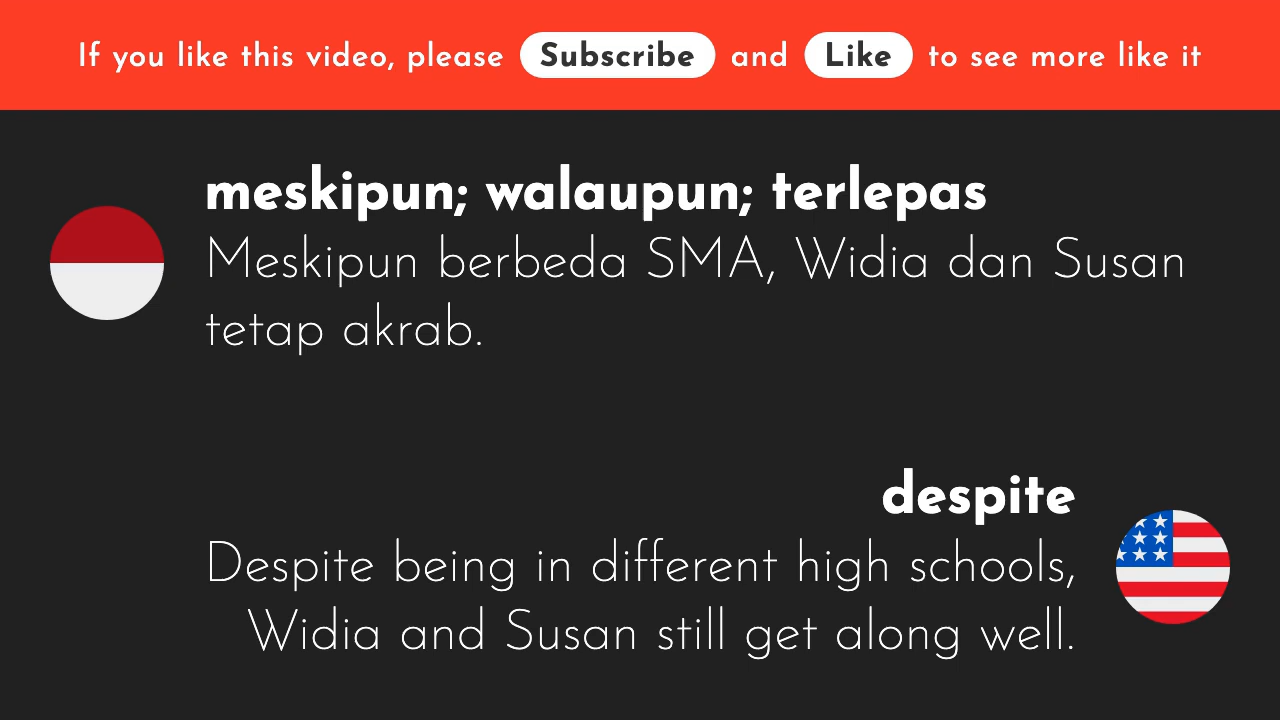 If you like this video, please Subscribe and Like to see more like it
meskipun; walaupun; terlepas
Meskipun berbeda SMA, Widia dan Susan
tetap akrab.
despite
Despite being in different high schools,
Widia and Susan still get along well.